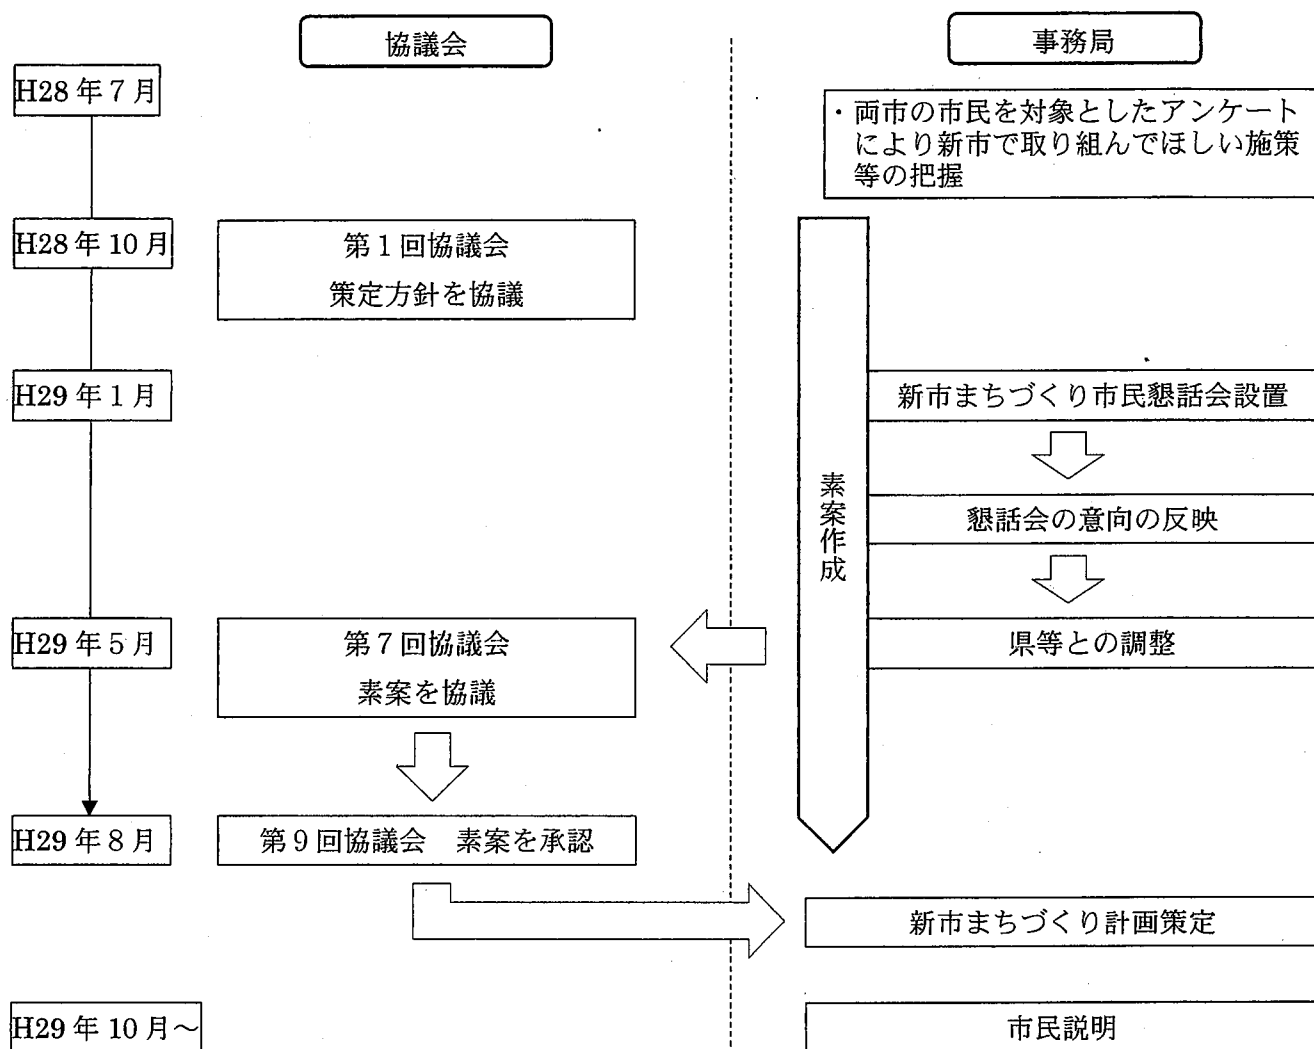 協議会
事務局
H28年7月
・両市の市民を対象としたアンケート
により新市で取り組んでほしい施策
等の把握
H28年10月
第1回協議会
策定方針を協議
H29年1月
新市まちづくり市民懇話会設置
素案作成
懇話会の意向の反映
H29年5月
第7回協議会
素案を協議
県等との調整
H29年8月
第9回協議会　素案を承認
新市まちづくり計画策定
H29年10月～
市民説明